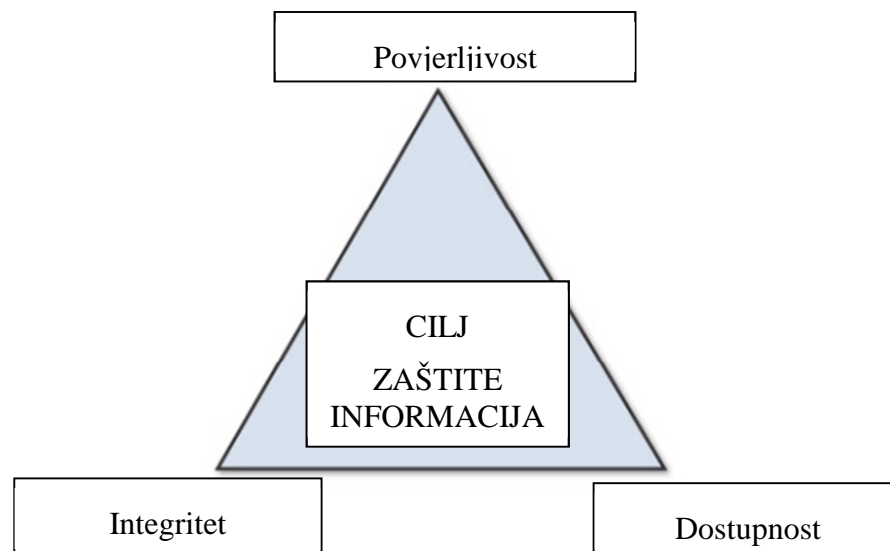 Povjerljivost
CILJ
ZAŠTITE
INFORMACIJA
Integritet
Dostupnost